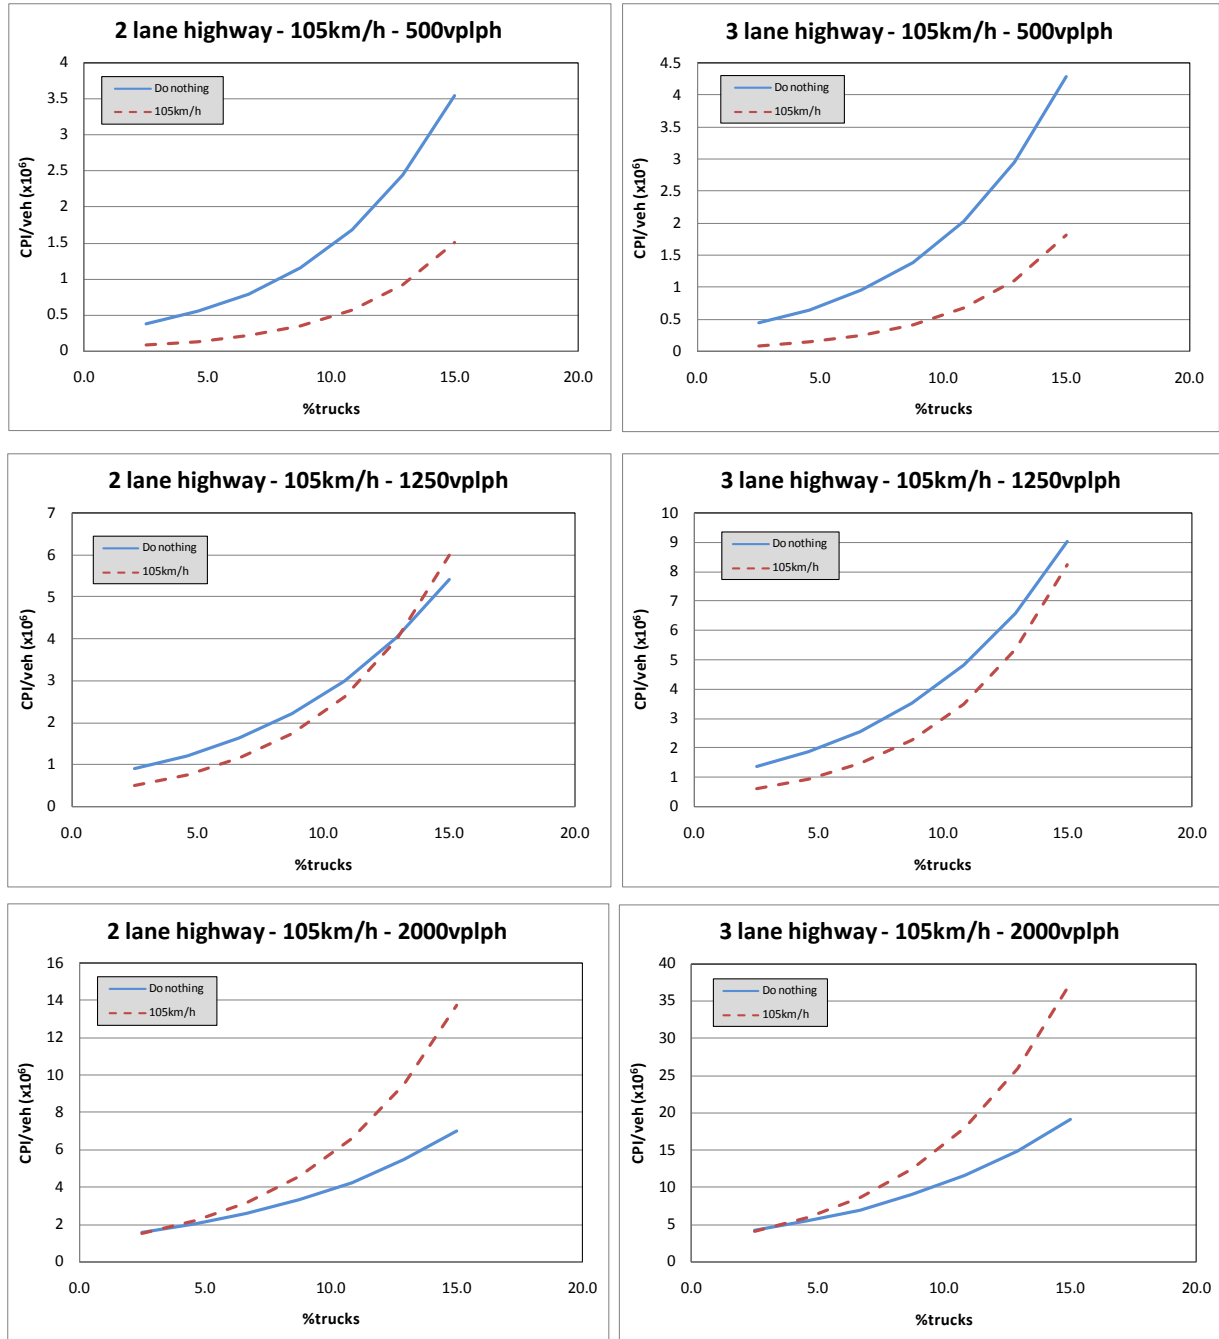 2 lane highway - 105km/h - 500vplph
4
3.5
3
2.5
2
1.5
1
0.5
0
CPI/veh (x10⁶)
Do nothing
105km/h
0.0 5.0 10.0 15.0 20.0
%trucks
3 lane highway - 105km/h - 500vplph
4.5
4
3.5
3
2.5
2
1.5
1
0.5
0
CPI/veh (x10⁶)
Do nothing
105km/h
0.0 5.0 10.0 15.0 20.0
%trucks
2 lane highway - 105km/h - 1250vplph
7
6
5
4
3
2
1
0
CPI/veh (x10⁶)
Do nothing
105km/h
0.0 5.0 10.0 15.0 20.0
%trucks
3 lane highway - 105km/h - 1250vplph
10
9
8
7
6
5
4
3
2
1
0
CPI/veh (x10⁶)
Do nothing
105km/h
0.0 5.0 10.0 15.0 20.0
%trucks
2 lane highway - 105km/h - 2000vplph
16
14
12
10
8
6
4
2
0
CPI/veh (x10⁶)
Do nothing
105km/h
0.0 5.0 10.0 15.0 20.0
%trucks
3 lane highway - 105km/h - 2000vplph
40
35
30
25
20
15
10
5
0
CPI/veh (x10⁶)
Do nothing
105km/h
0.0 5.0 10.0 15.0 20.0
%trucks